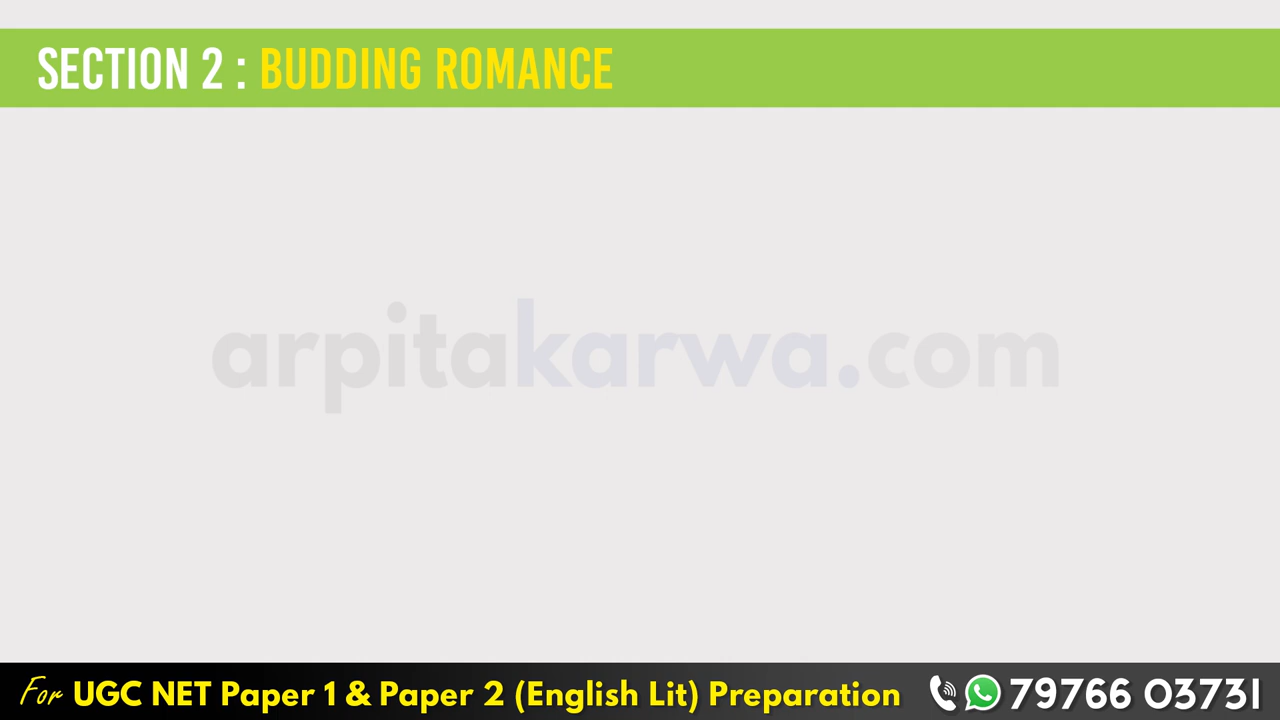 SECTION 2 : BUDDING ROMANCE
arpitakarwa.com
For UGC NET Paper 1 & Paper 2 (English Lit) Preparation 79766 03731